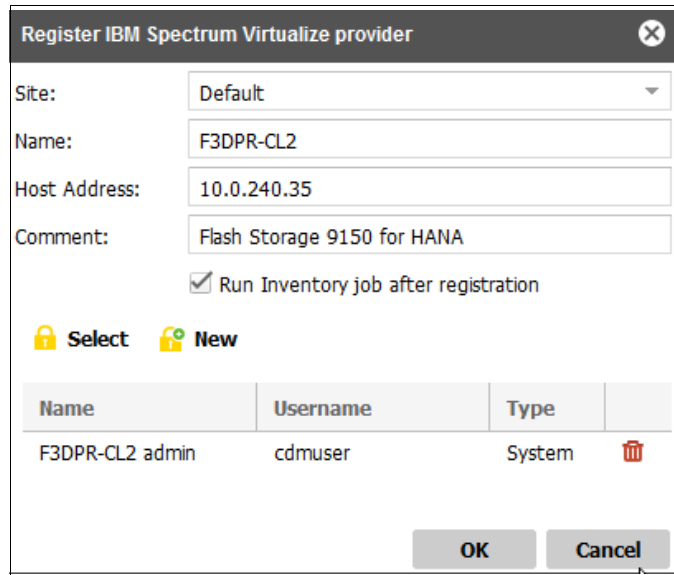 Register IBM Spectrum Virtualize provider
Site: Default
Name: F3DPR-CL2
Host Address: 10.0.240.35
Comment: Flash Storage 9150 for HANA
Run Inventory job after registration
Select New
Name Username Type
F3DPR-CL2 admin cdmuser System
OK Cancel